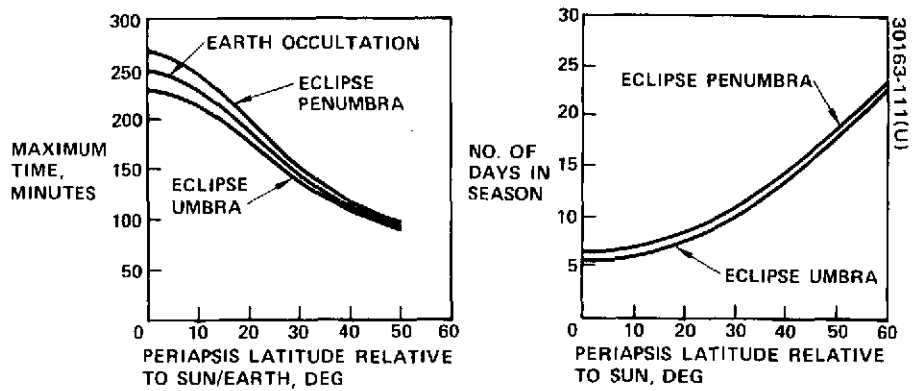 300
250
200
150
100
50
MAXIMUM
TIME,
MINUTES
EARTH OCCULTATION
ECLIPSE
PENUMBRA
ECLIPSE
UMBRA
0 10 20 30 40 50 60
PERIAPSIS LATITUDE RELATIVE
TO SUN/EARTH, DEG
30
25
20
15
10
5
NO. OF
DAYS IN
SEASON
ECLIPSE PENUMBRA
ECLIPSE UMBRA
0 10 20 30 40 50 60
PERIAPSIS LATITUDE RELATIVE
TO SUN, DEG
30163-111(U)